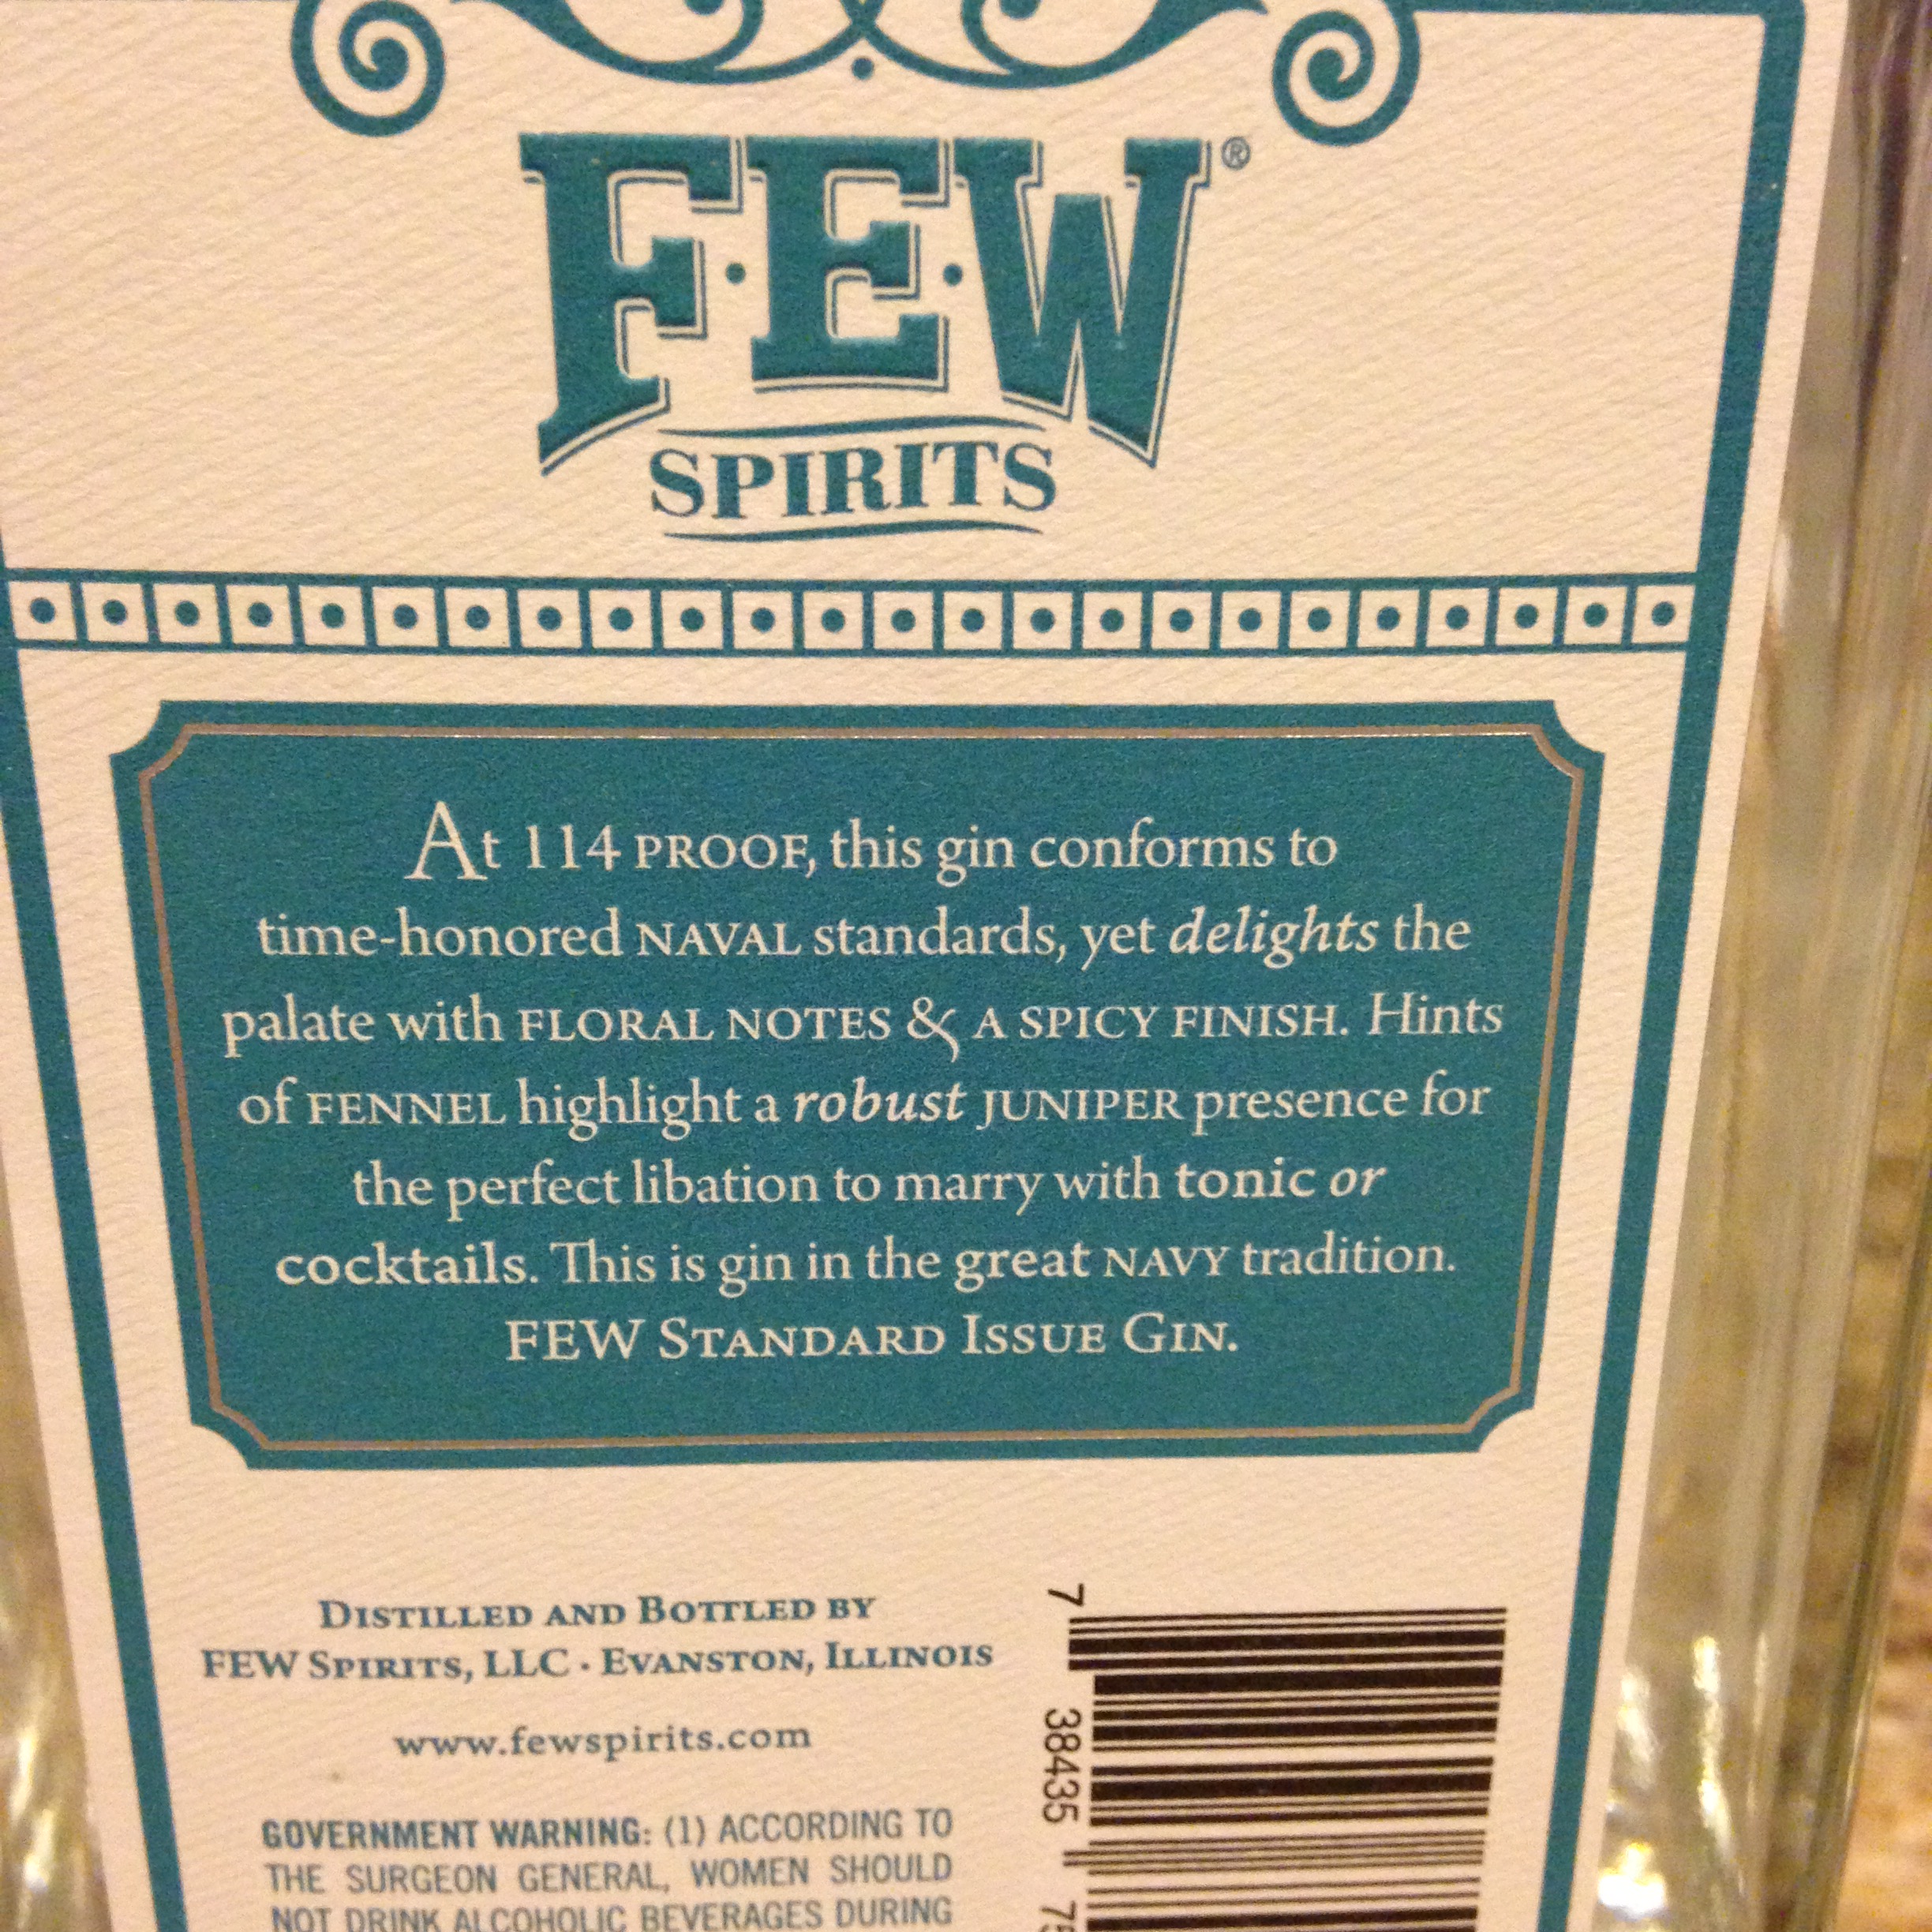 F·E·W®
SPIRITS
At 114 PROOF, this gin conforms to
time-honored NAVAL standards, yet delights the
palate with FLORAL NOTES & A SPICY FINISH. Hints
of FENNEL highlight a robust JUNIPER presence for
the perfect libation to marry with tonic or
cocktails. This is gin in the great NAVY tradition.
FEW STANDARD ISSUE GIN.
DISTILLED AND BOTTLED BY
FEW SPIRITS, LLC · EVANSTON, ILLINOIS
www.fewspirits.com
GOVERNMENT WARNING: (1) ACCORDING TO
THE SURGEON GENERAL, WOMEN SHOULD
NOT DRINK ALCOHOLIC BEVERAGES DURING
7 38435